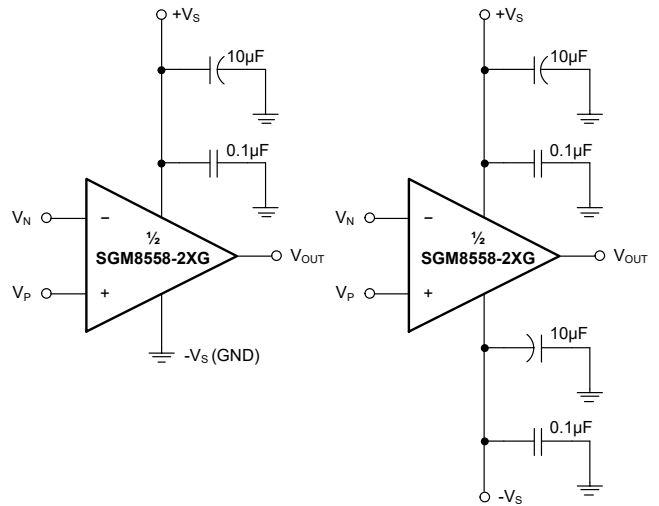 +VS
10µF
0.1µF
VN
−
½
SGM8558-2XG
VOUT
VP
+
-VS (GND)
+VS
10µF
0.1µF
VN
−
½
SGM8558-2XG
VOUT
VP
+
10µF
0.1µF
-VS